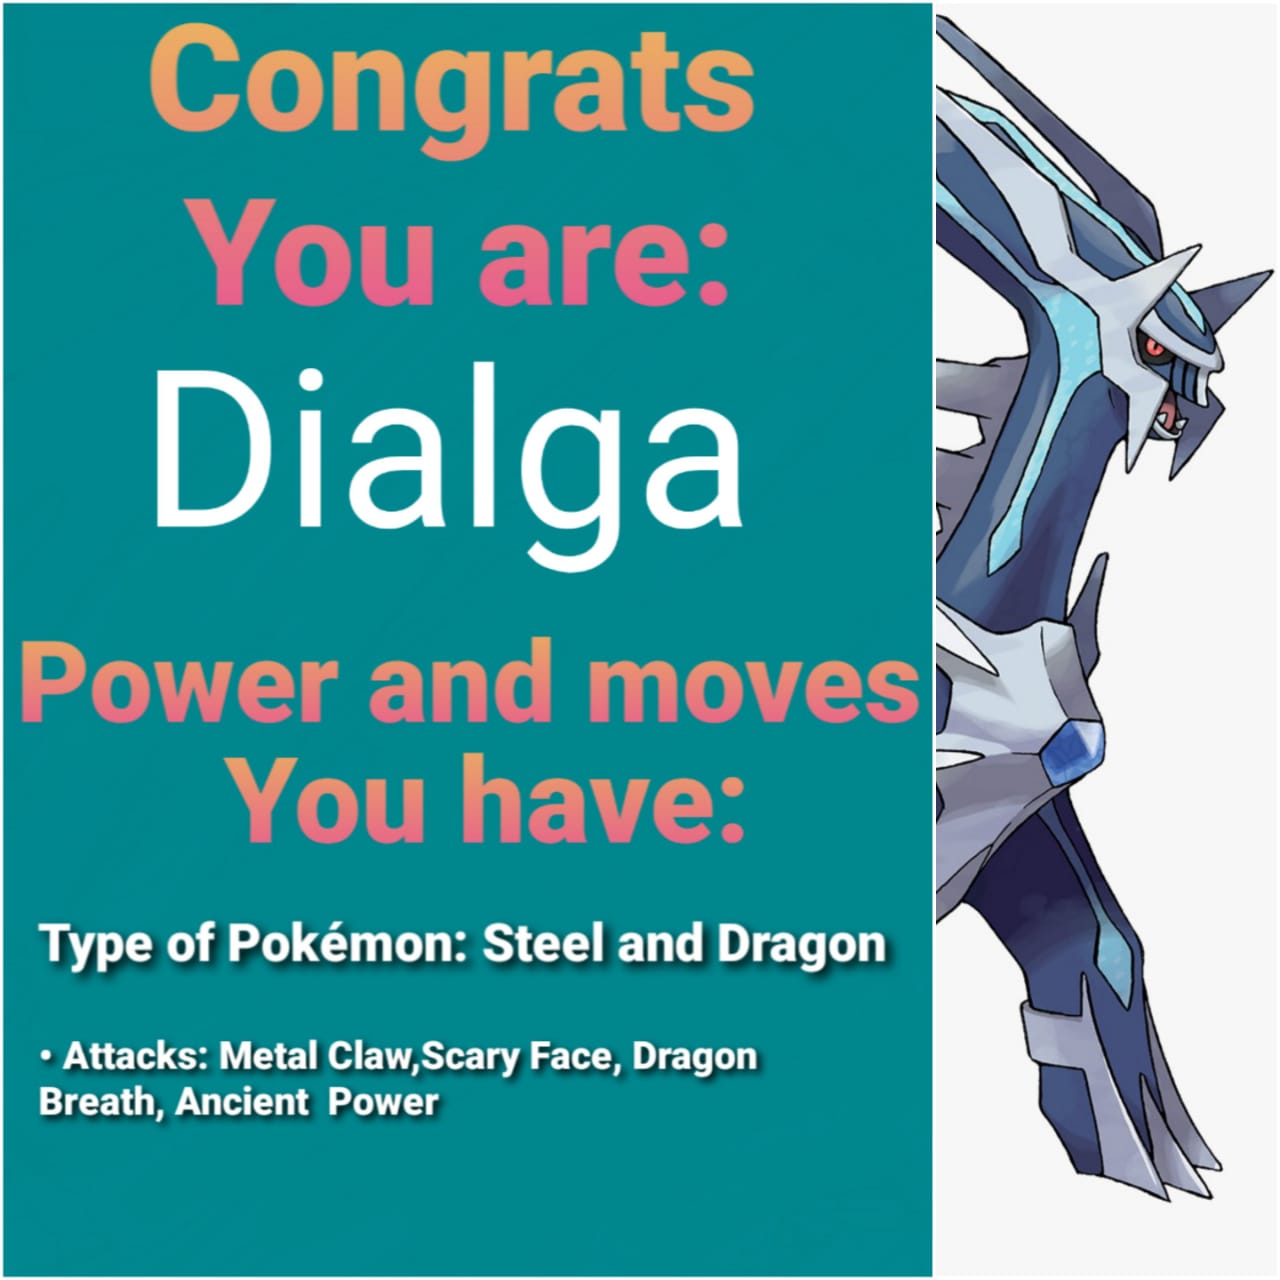 Congrats
You are:
Dialga
Power and moves
You have:
Type of Pokémon: Steel and Dragon
• Attacks: Metal Claw,Scary Face, Dragon
Breath, Ancient Power